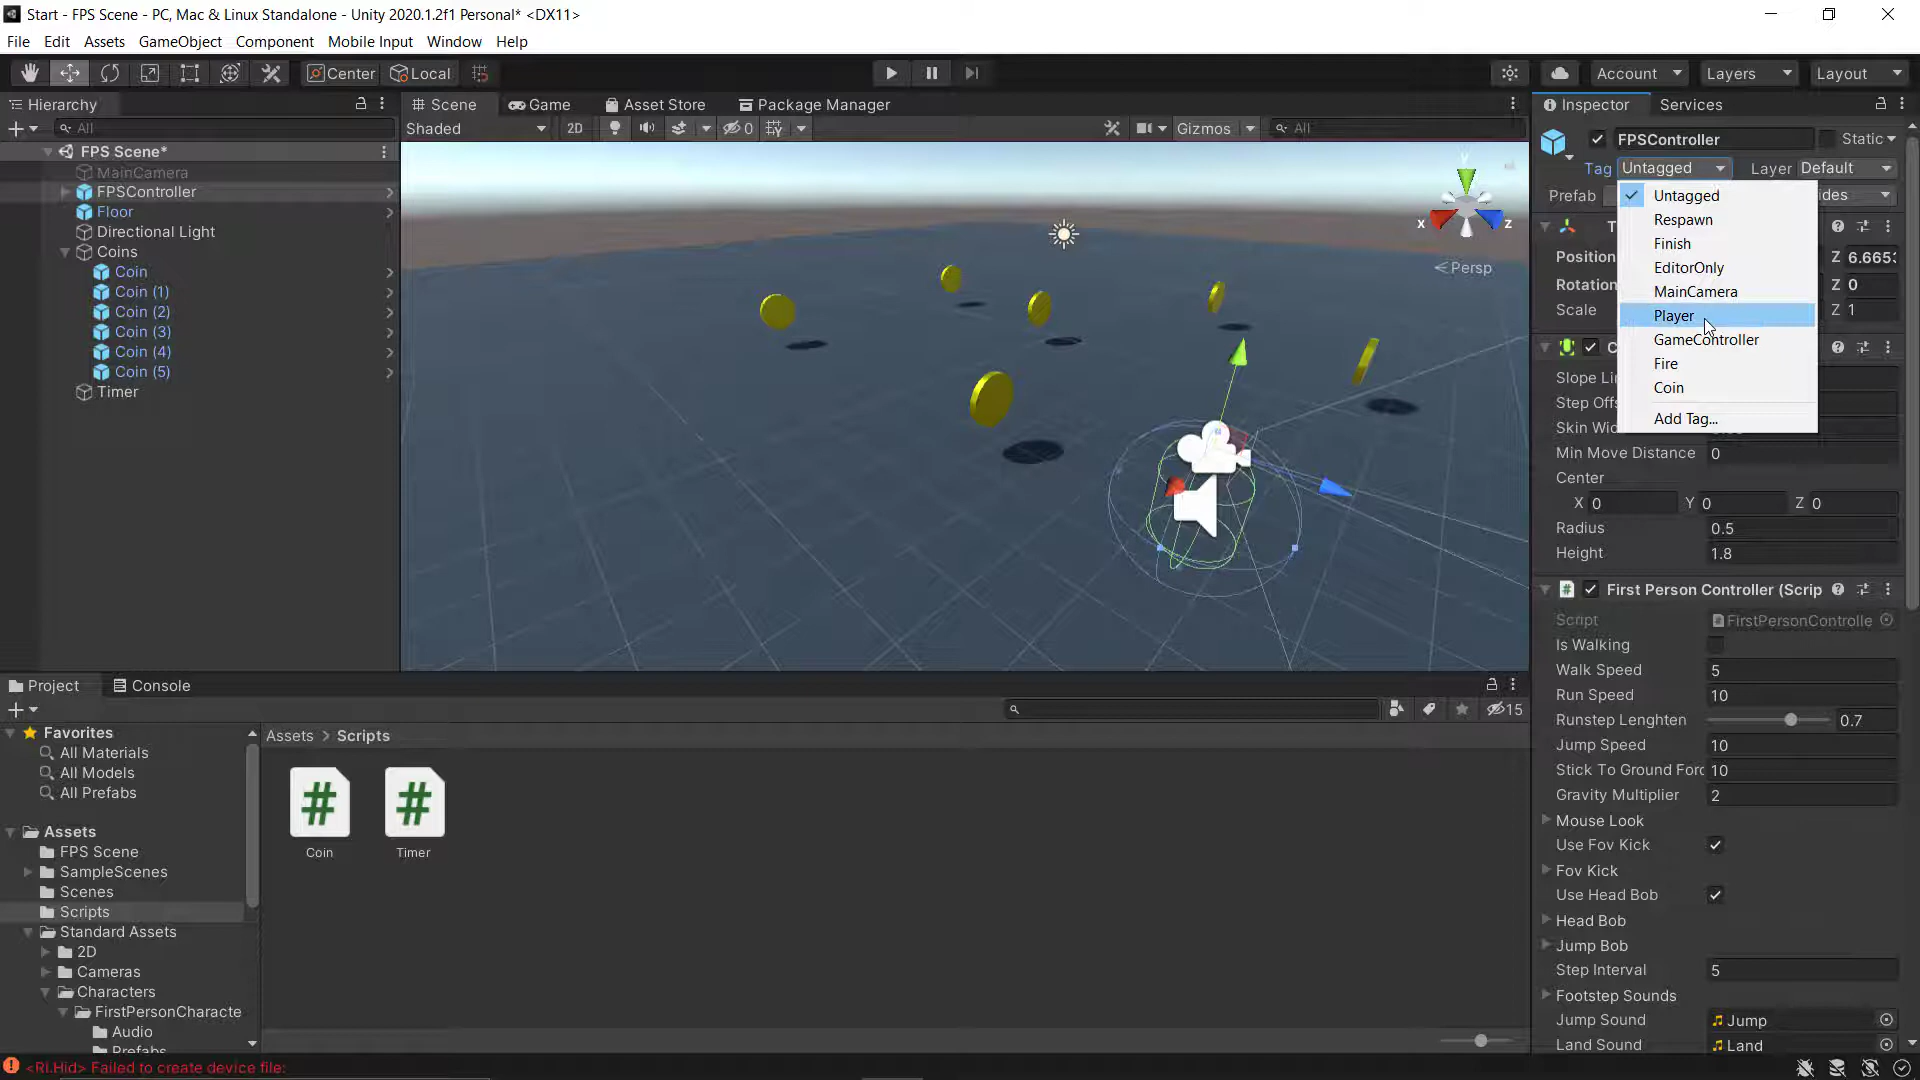 Start - FPS Scene - PC, Mac & Linux Standalone - Unity 2020.1.2f1 Personal* <DX11>
File Edit Assets GameObject Component Mobile Input Window Help
Center Local Account Layers Layout
Hierarchy Scene Game Asset Store Package Manager Inspector Services
All Shaded 2D 0 Gizmos All
FPS Scene*
MainCamera
FPSController
Floor
Directional Light
Coins
Coin
Coin (1)
Coin (2)
Coin (3)
Coin (4)
Coin (5)
Timer
y
x
z
Persp
FPSController Static
Tag Untagged Layer Default
Prefab ides
Untagged
Respawn
Finish
EditorOnly
MainCamera
Player
GameController
Fire
Coin
Add Tag...
T
Position Z 6.6653
Rotation Z 0
Scale Z 1
C
Slope Li
Step Offs
Skin Wid
Min Move Distance 0
Center
X 0 Y 0 Z 0
Radius 0.5
Height 1.8
First Person Controller (Scrip
Script FirstPersonControlle
Is Walking
Walk Speed 5
Run Speed 10
Runstep Lenghten 0.7
Jump Speed 10
Stick To Ground Forc 10
Gravity Multiplier 2
Mouse Look
Use Fov Kick
Fov Kick
Use Head Bob
Head Bob
Jump Bob
Step Interval 5
Footstep Sounds
Jump Sound Jump
Land Sound Land
Project Console
15
Favorites
All Materials
All Models
All Prefabs
Assets
FPS Scene
SampleScenes
Scenes
Scripts
Standard Assets
2D
Cameras
Characters
FirstPersonCharacte
Audio
Prefabs
Assets > Scripts
Coin Timer
<RI.Hid> Failed to create device file: